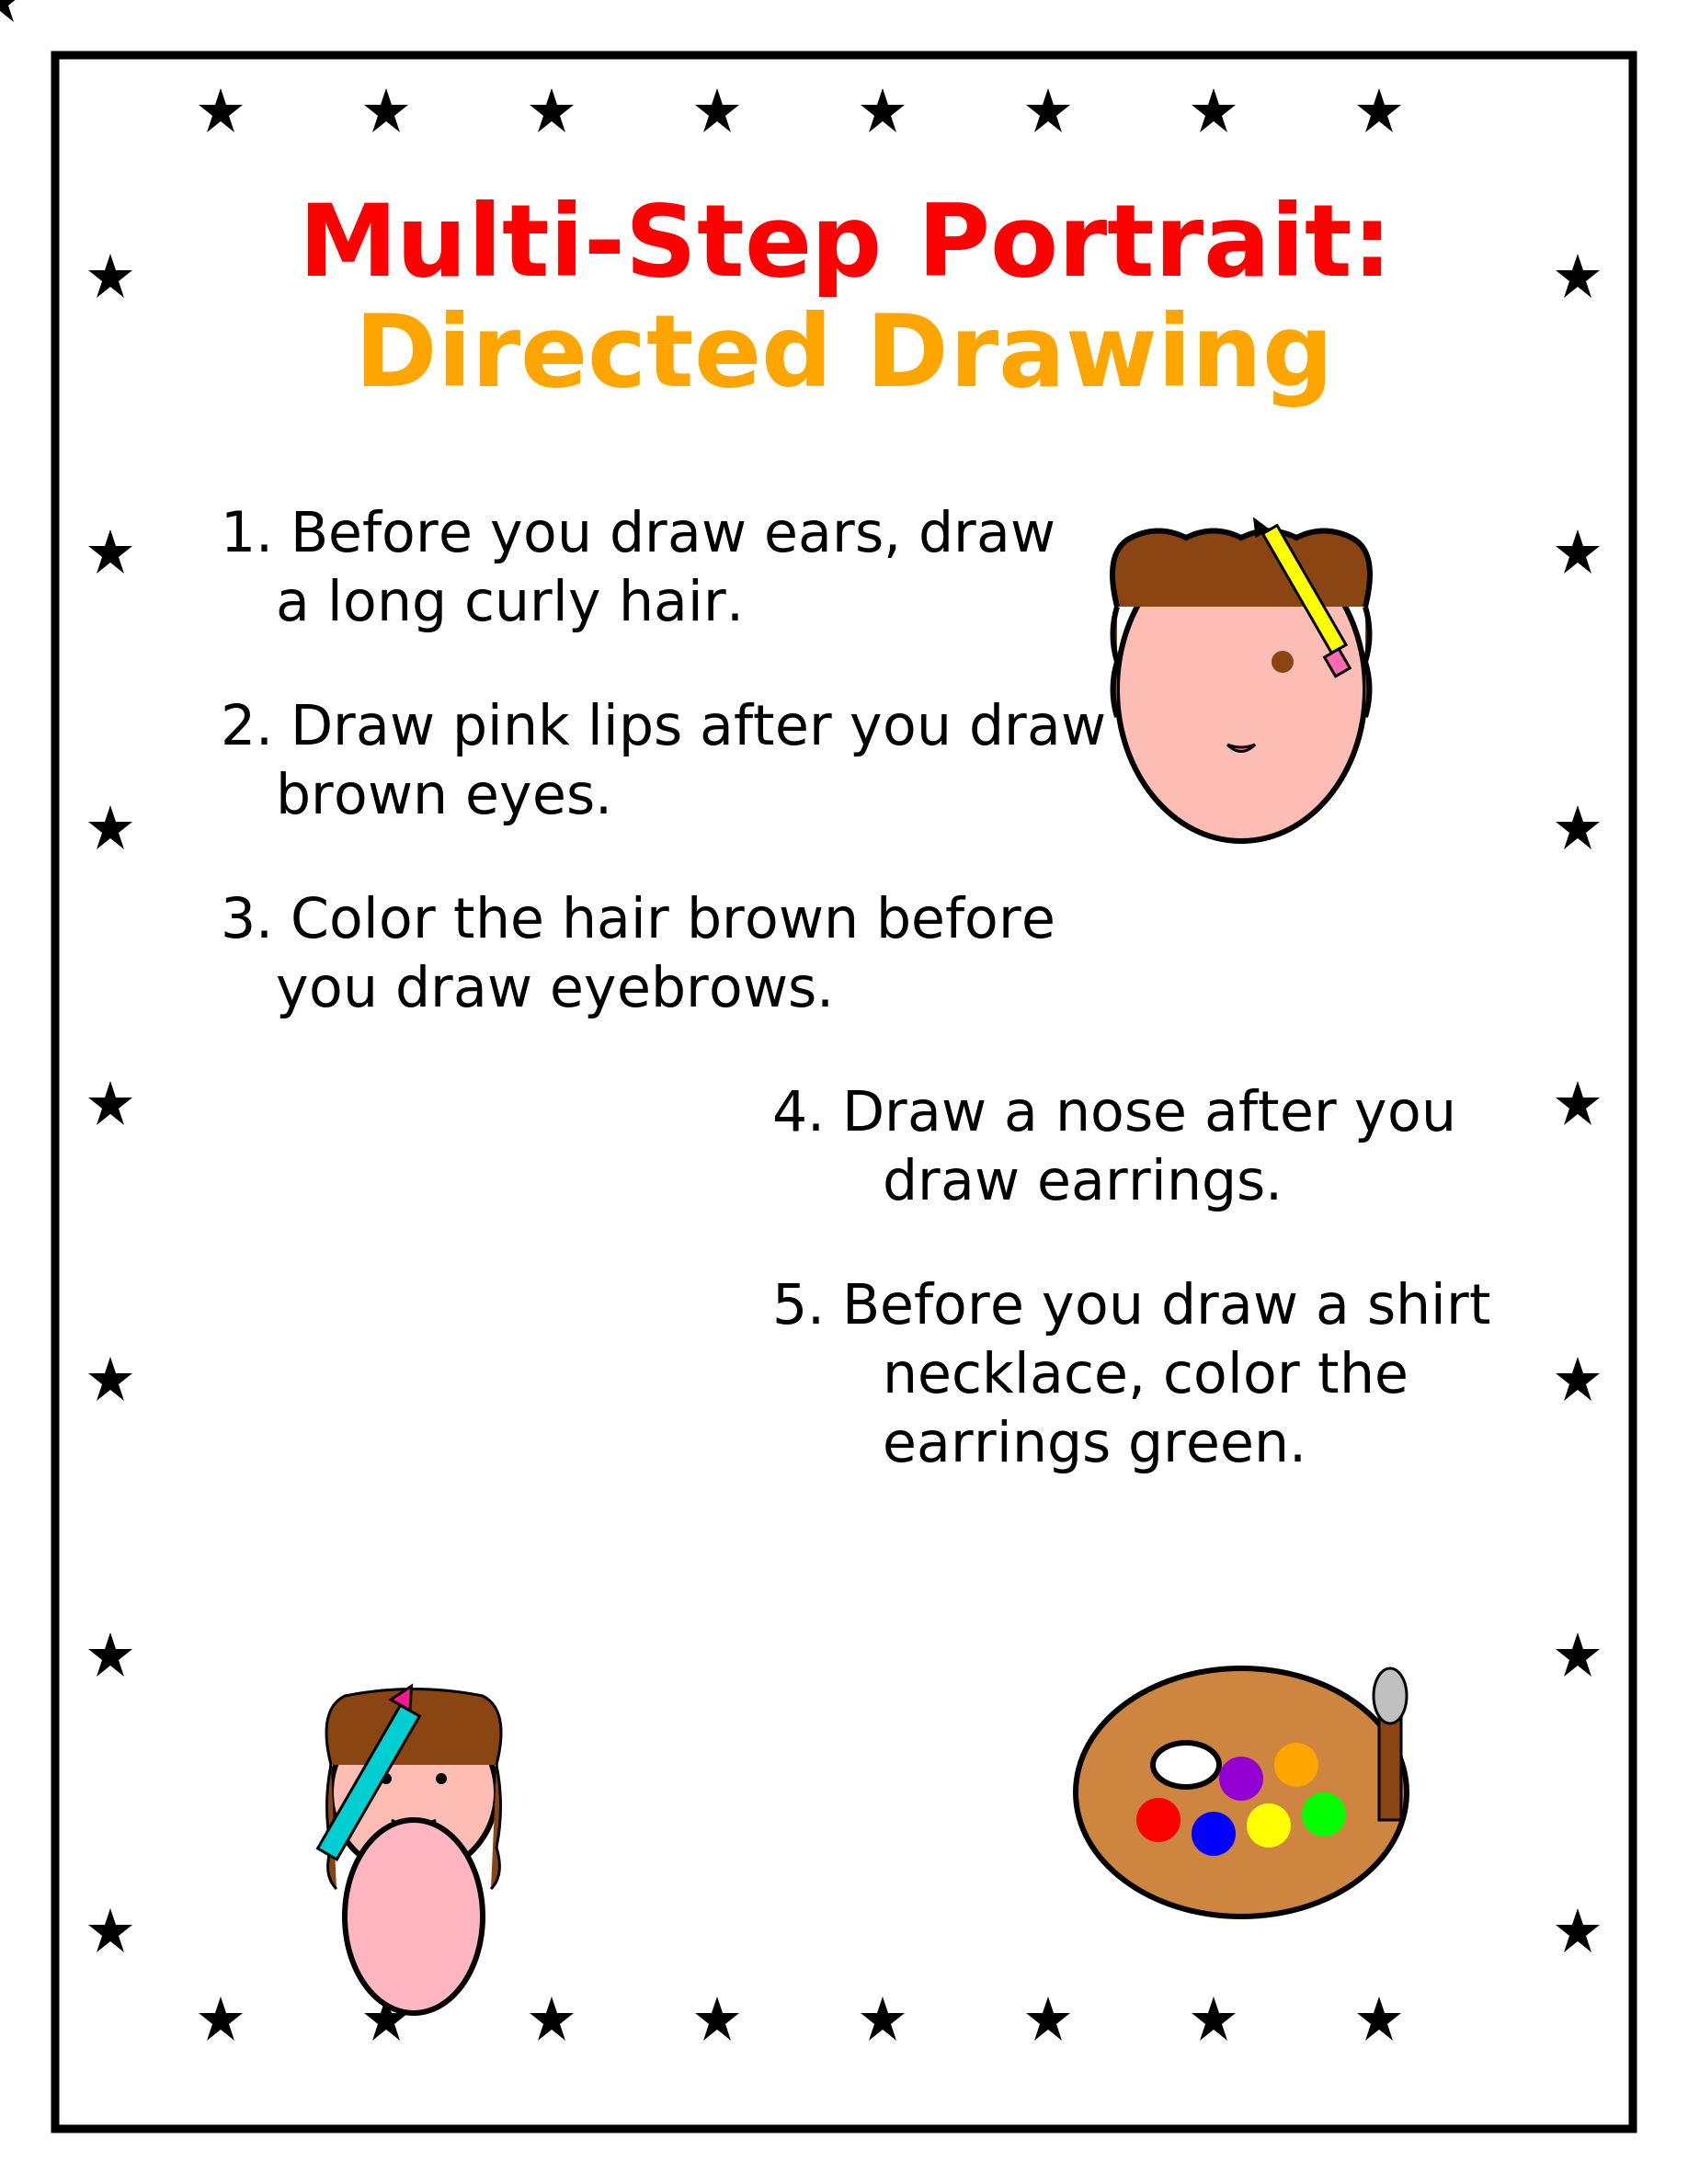 Multi-Step Portrait:
Directed Drawing
1. Before you draw ears, draw
a long curly hair.
2. Draw pink lips after you draw
brown eyes.
3. Color the hair brown before
you draw eyebrows.
4. Draw a nose after you
draw earrings.
5. Before you draw a shirt
necklace, color the
earrings green.